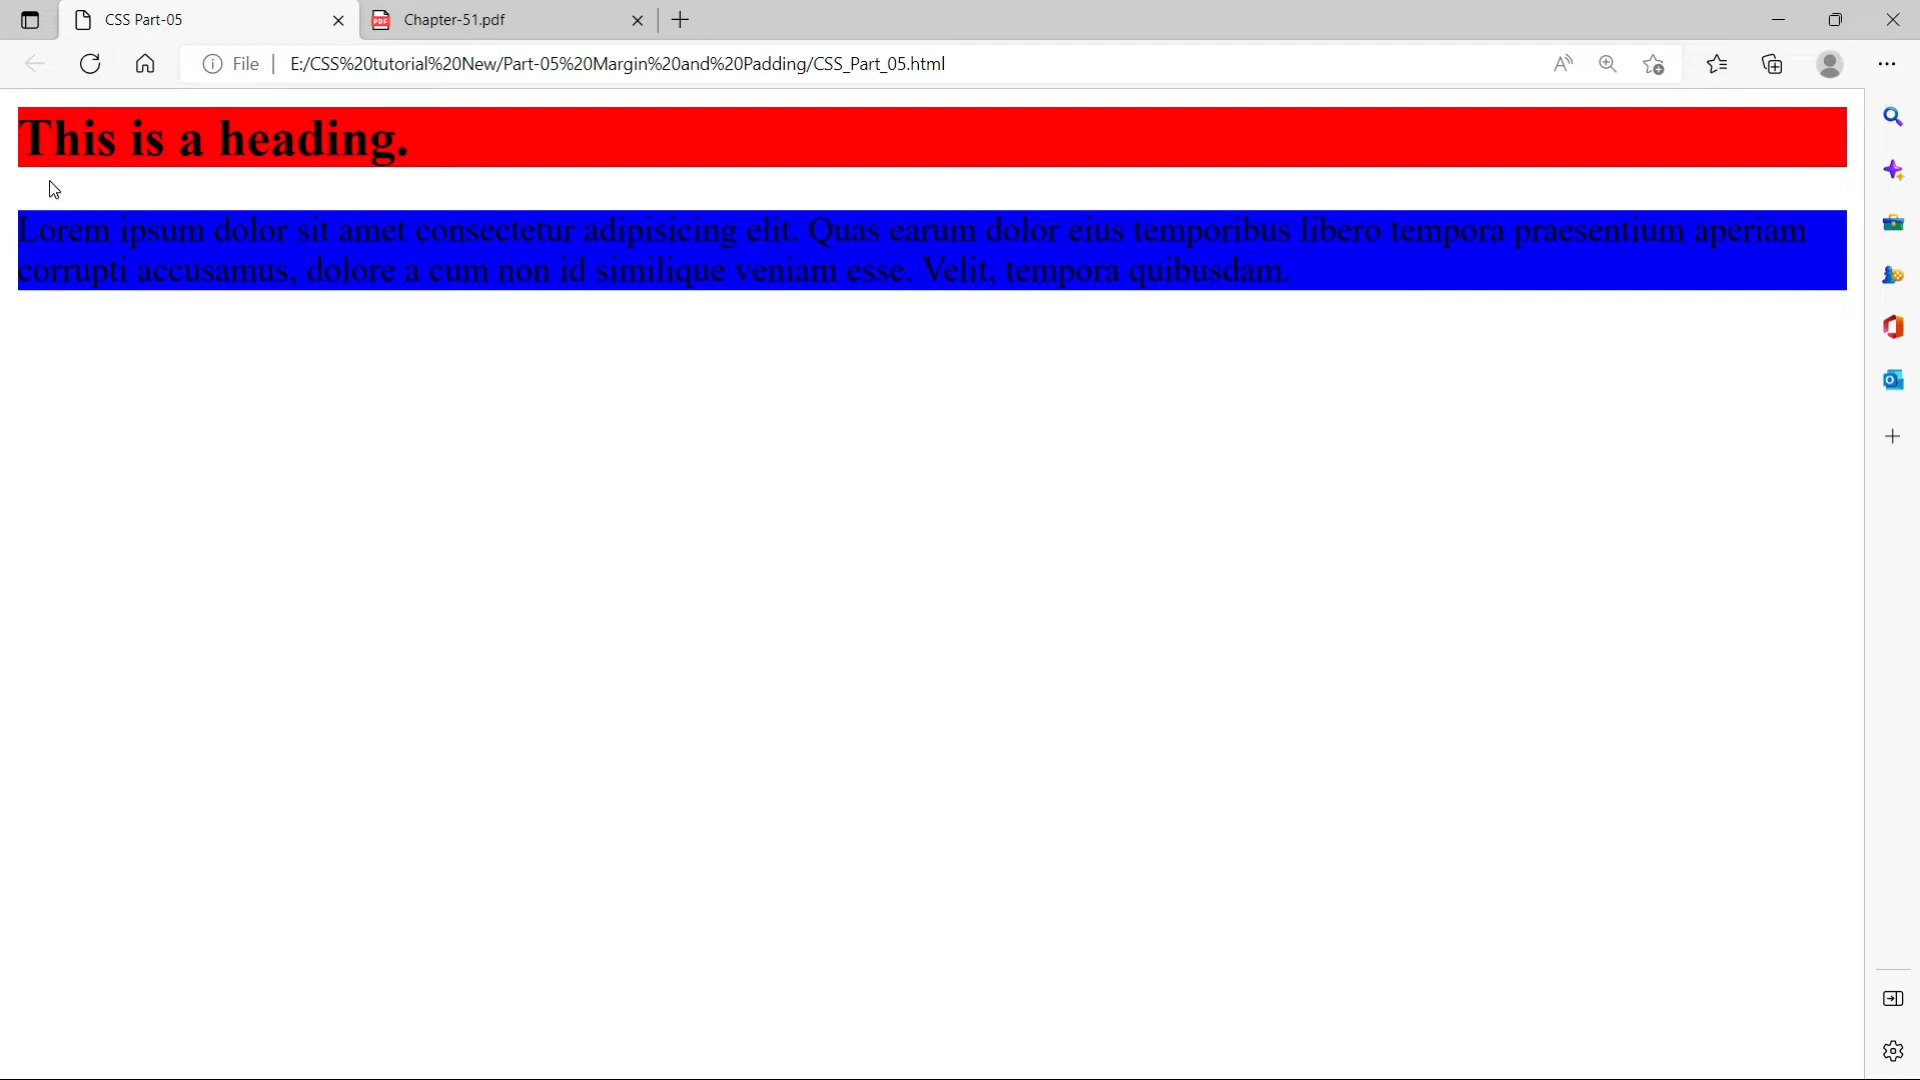 CSS Part-05
Chapter-51.pdf
File
E:/CSS%20tutorial%20New/Part-05%20Margin%20and%20Padding/CSS_Part_05.html
This is a heading.
Lorem ipsum dolor sit amet consectetur adipisicing elit. Quas earum dolor eius temporibus libero tempora praesentium aperiam
corrupti accusamus, dolore a cum non id similique veniam esse. Velit, tempora quibusdam.